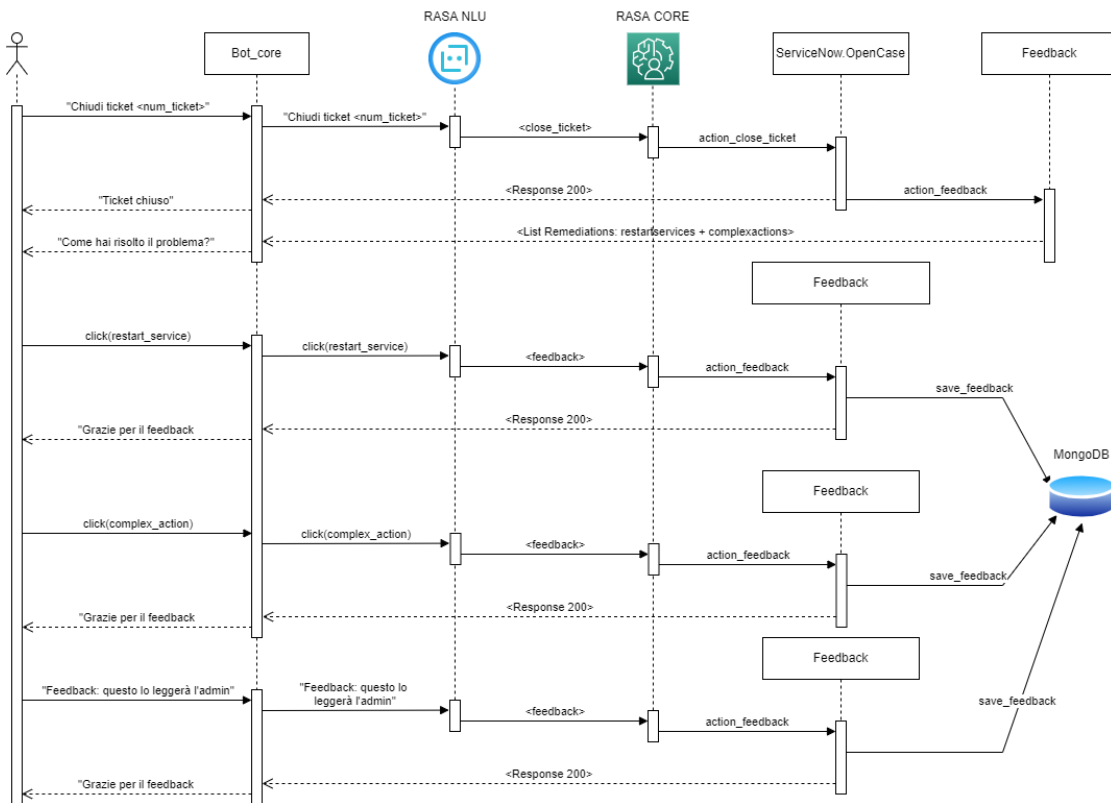 RASA NLU
RASA CORE
Bot_core
ServiceNow.OpenCase
Feedback
"Chiudi ticket <num_ticket>"
"Chiudi ticket <num_ticket>"
<close_ticket>
action_close_ticket
<Response 200>
action_feedback
"Ticket chiuso"
<List Remediations: restartservices + complexactions>
"Come hai risolto il problema?"
Feedback
click(restart_service)
click(restart_service)
<feedback>
action_feedback
save_feedback
<Response 200>
"Grazie per il feedback
MongoDB
Feedback
click(complex_action)
click(complex_action)
<feedback>
action_feedback
save_feedback
<Response 200>
"Grazie per il feedback
Feedback
"Feedback: questo lo leggerà l'admin"
"Feedback: questo lo
leggerà l'admin"
<feedback>
action_feedback
save_feedback
<Response 200>
"Grazie per il feedback